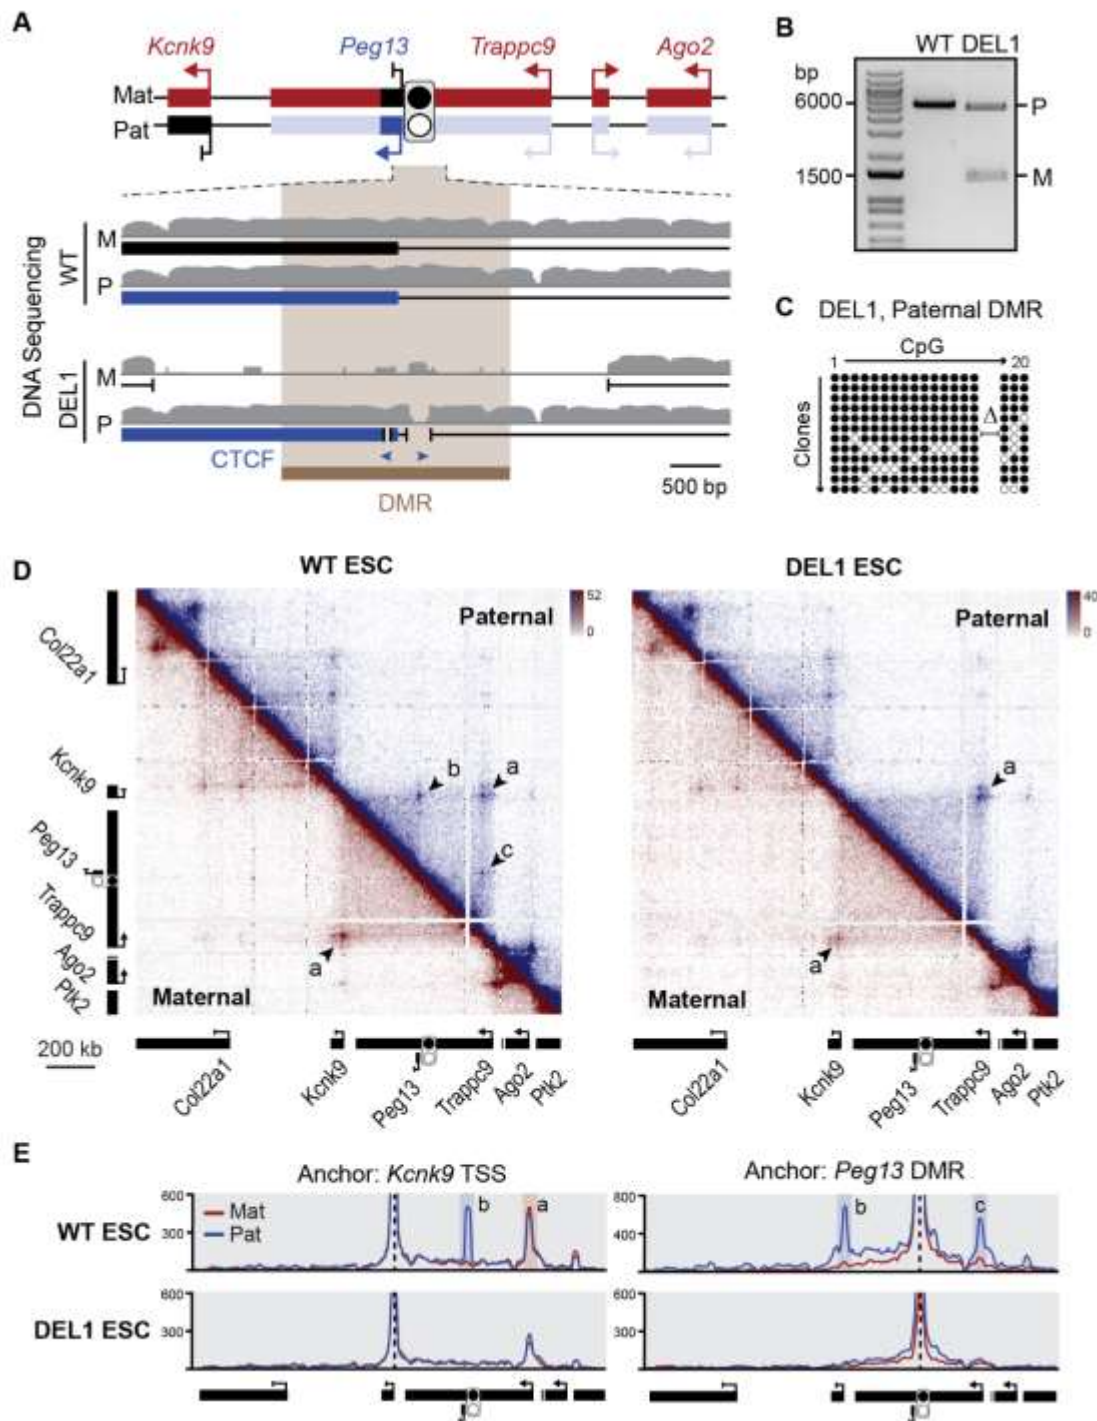 A
Kcnk9 Peg13 Trappc9 Ago2
Mat
Pat
DNA Sequencing
WT
M
P
DEL1
M
P
CTCF
DMR
500 bp
B
WT DEL1
bp
6000
1500
P
M
C
DEL1, Paternal DMR
1 CpG 20
Clones
Δ
D
WT ESC
DEL1 ESC
Paternal
52
0
Paternal
40
0
Col22a1
Kcnk9
Peg13
Trappc9
Ago2
Ptk2
b
a
c
a
Maternal
a
a
Maternal
200 kb
Col22a1 Kcnk9 Peg13 Trappc9 Ago2 Ptk2
Col22a1 Kcnk9 Peg13 Trappc9 Ago2 Ptk2
E
Anchor: Kcnk9 TSS
Anchor: Peg13 DMR
WT ESC
600
300
Mat
Pat
b
a
800
400
b
c
DEL1 ESC
600
300
600
300